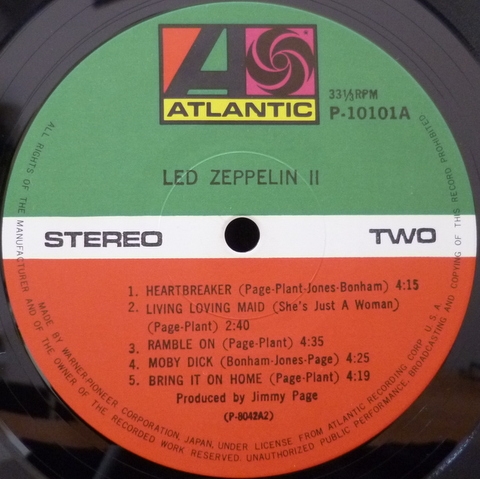 ATLANTIC
33⅓RPM
P-10101A
LED ZEPPELIN II
STEREO
TWO
1. HEARTBREAKER (Page-Plant-Jones-Bonham) 4:15
2. LIVING LOVING MAID (She's Just A Woman)
(Page-Plant) 2:40
3. RAMBLE ON (Page-Plant) 4:35
4. MOBY DICK (Bonham-Jones-Page) 4:25
5. BRING IT ON HOME (Page-Plant) 4:19
Produced by Jimmy Page
(P-8042A2)
MADE BY WARNER-PIONEER CORPORATION, JAPAN, UNDER LICENSE FROM ATLANTIC RECORDING CORP. U.S.A.
ALL RIGHTS OF THE MANUFACTURER AND OF THE OWNER OF THE RECORDED WORK RESERVED. UNAUTHORIZED PUBLIC PERFORMANCE, BROADCASTING AND COPYING OF THIS RECORD PROHIBITED